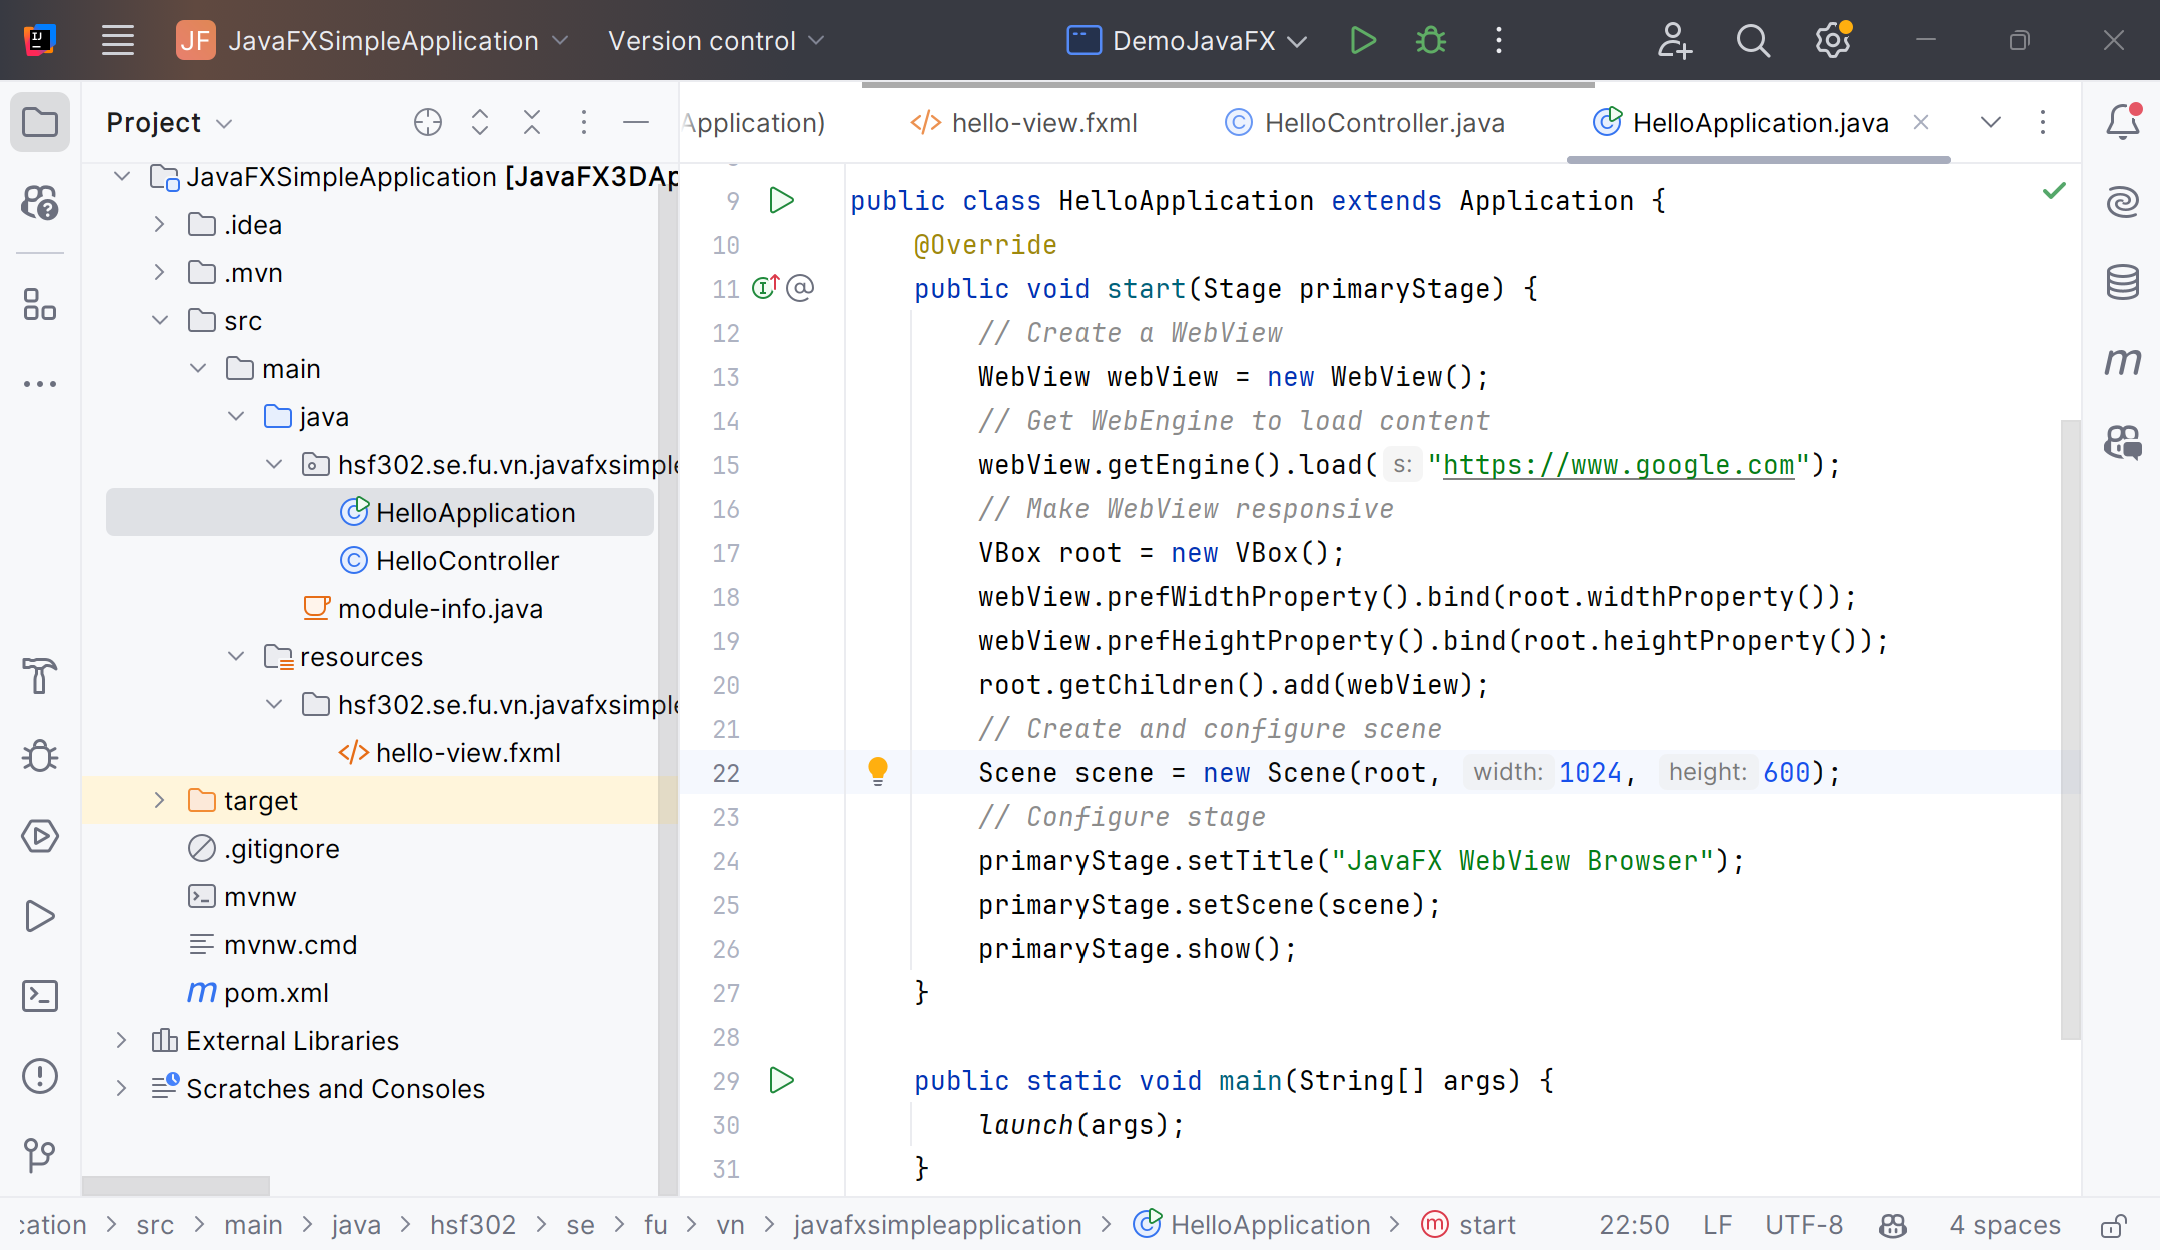 JF JavaFXSimpleApplication Version control DemoJavaFX
Project
JavaFXSimpleApplication [JavaFX3DAp
.idea
.mvn
src
main
java
hsf302.se.fu.vn.javafxsimple
HelloApplication
HelloController
module-info.java
resources
hsf302.se.fu.vn.javafxsimple
hello-view.fxml
target
.gitignore
mvnw
mvnw.cmd
pom.xml
External Libraries
Scratches and Consoles
Application) hello-view.fxml HelloController.java HelloApplication.java
9 public class HelloApplication extends Application {
10 @Override
11 public void start(Stage primaryStage) {
12 // Create a WebView
13 WebView webView = new WebView();
14 // Get WebEngine to load content
15 webView.getEngine().load( s: "https://www.google.com");
16 // Make WebView responsive
17 VBox root = new VBox();
18 webView.prefWidthProperty().bind(root.widthProperty());
19 webView.prefHeightProperty().bind(root.heightProperty());
20 root.getChildren().add(webView);
21 // Create and configure scene
22 Scene scene = new Scene(root, width: 1024, height: 600);
23 // Configure stage
24 primaryStage.setTitle("JavaFX WebView Browser");
25 primaryStage.setScene(scene);
26 primaryStage.show();
27 }
28
29 public static void main(String[] args) {
30 launch(args);
31 }
cation > src > main > java > hsf302 > se > fu > vn > javafxsimpleapplication > HelloApplication > start 22:50 LF UTF-8 4 spaces